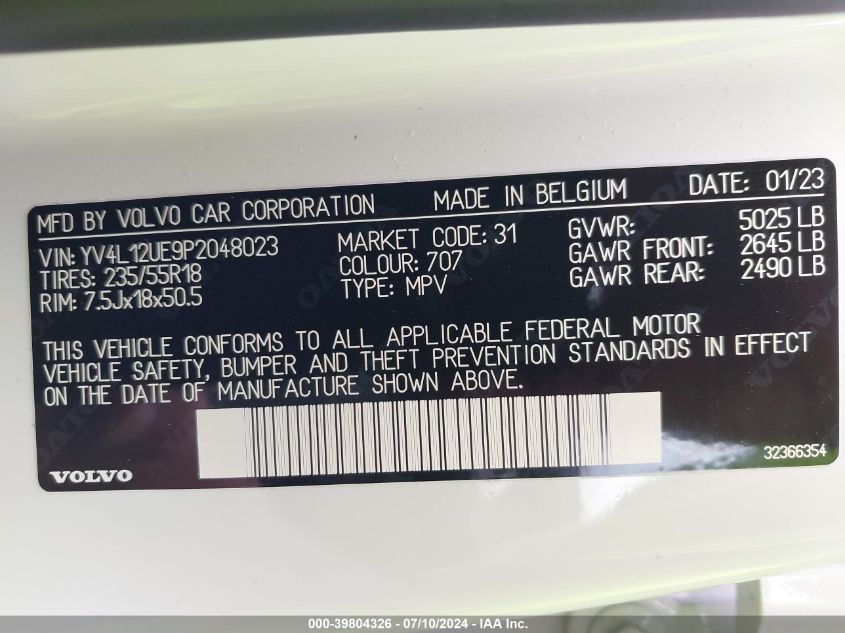 MFD BY VOLVO CAR CORPORATION MADE IN BELGIUM DATE: 01/23
VIN: YV4L12UE9P2048023 MARKET CODE: 31 GVWR: 5025 LB
TIRES: 235/55R18 COLOUR: 707 GAWR FRONT: 2645 LB
RIM: 7.5Jx18x50.5 TYPE: MPV GAWR REAR: 2490 LB
THIS VEHICLE CONFORMS TO ALL APPLICABLE FEDERAL MOTOR
VEHICLE SAFETY, BUMPER AND THEFT PREVENTION STANDARDS IN EFFECT
ON THE DATE OF MANUFACTURE SHOWN ABOVE.
VOLVO 32366354
000-39804326 - 07/10/2024 - IAA Inc.